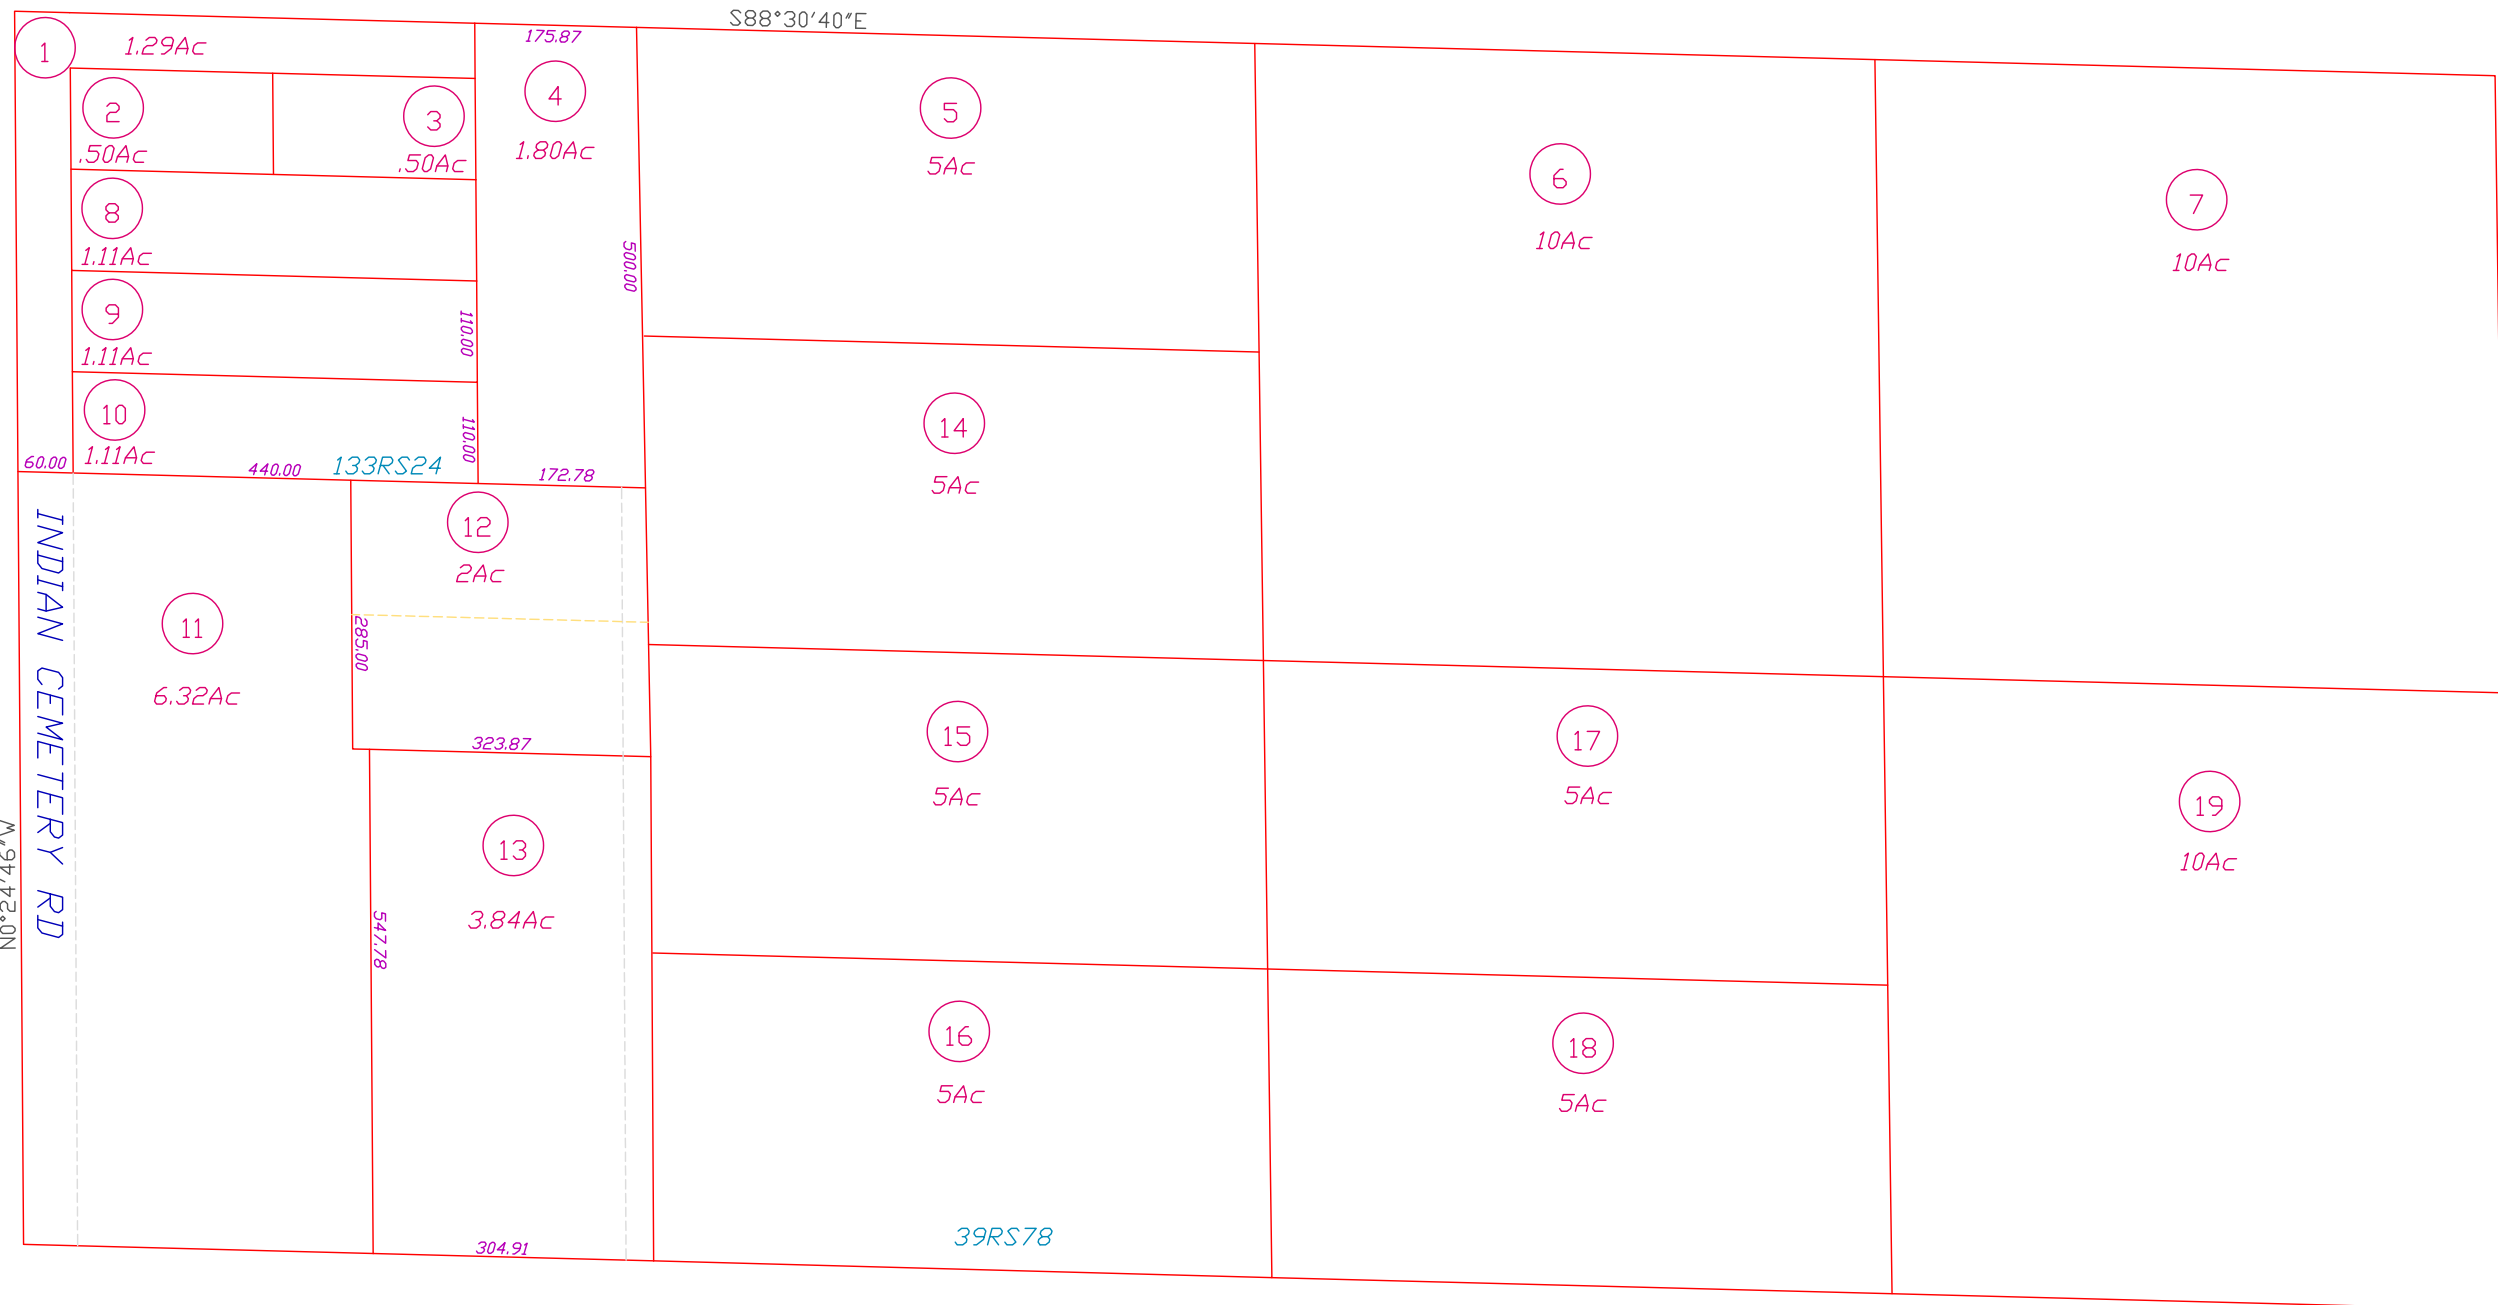 S88°30'40"E
175.87
1
1.29Ac
2
.50Ac
3
.50Ac
4
1.80Ac
5
5Ac
6
10Ac
7
10Ac
8
1.11Ac
9
1.11Ac
10
1.11Ac
500.00
110.00
110.00
60.00
440.00
133RS24
172.78
14
5Ac
INDIAN CEMETERY RD
N0°24'46"W
11
6.32Ac
12
2Ac
285.00
323.87
13
3.84Ac
547.78
304.91
15
5Ac
17
5Ac
19
10Ac
16
5Ac
18
5Ac
39RS78